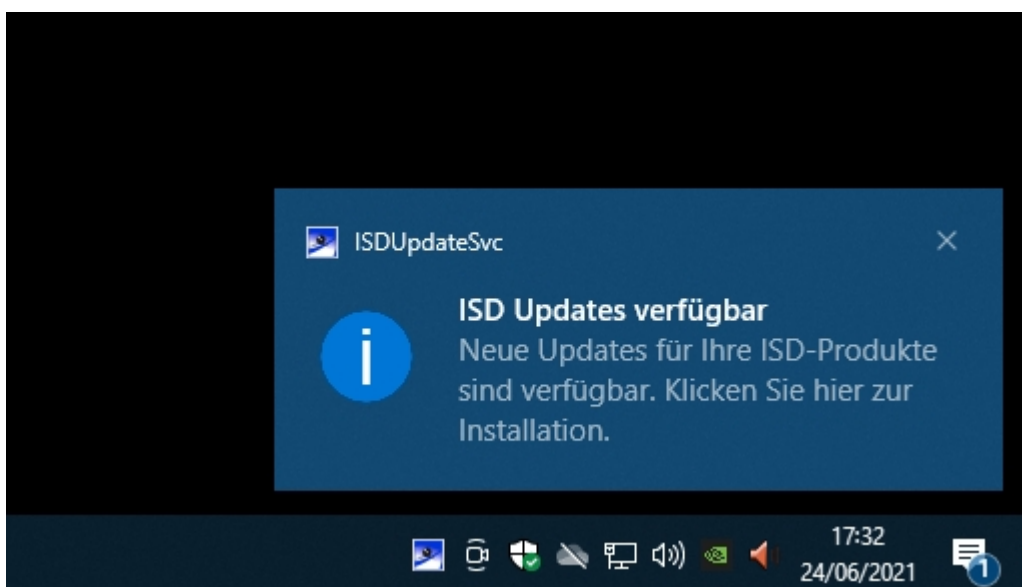 ISDUpdateSvc
ISD Updates verfügbar
Neue Updates für Ihre ISD-Produkte
sind verfügbar. Klicken Sie hier zur
Installation.
17:32
24/06/2021
1